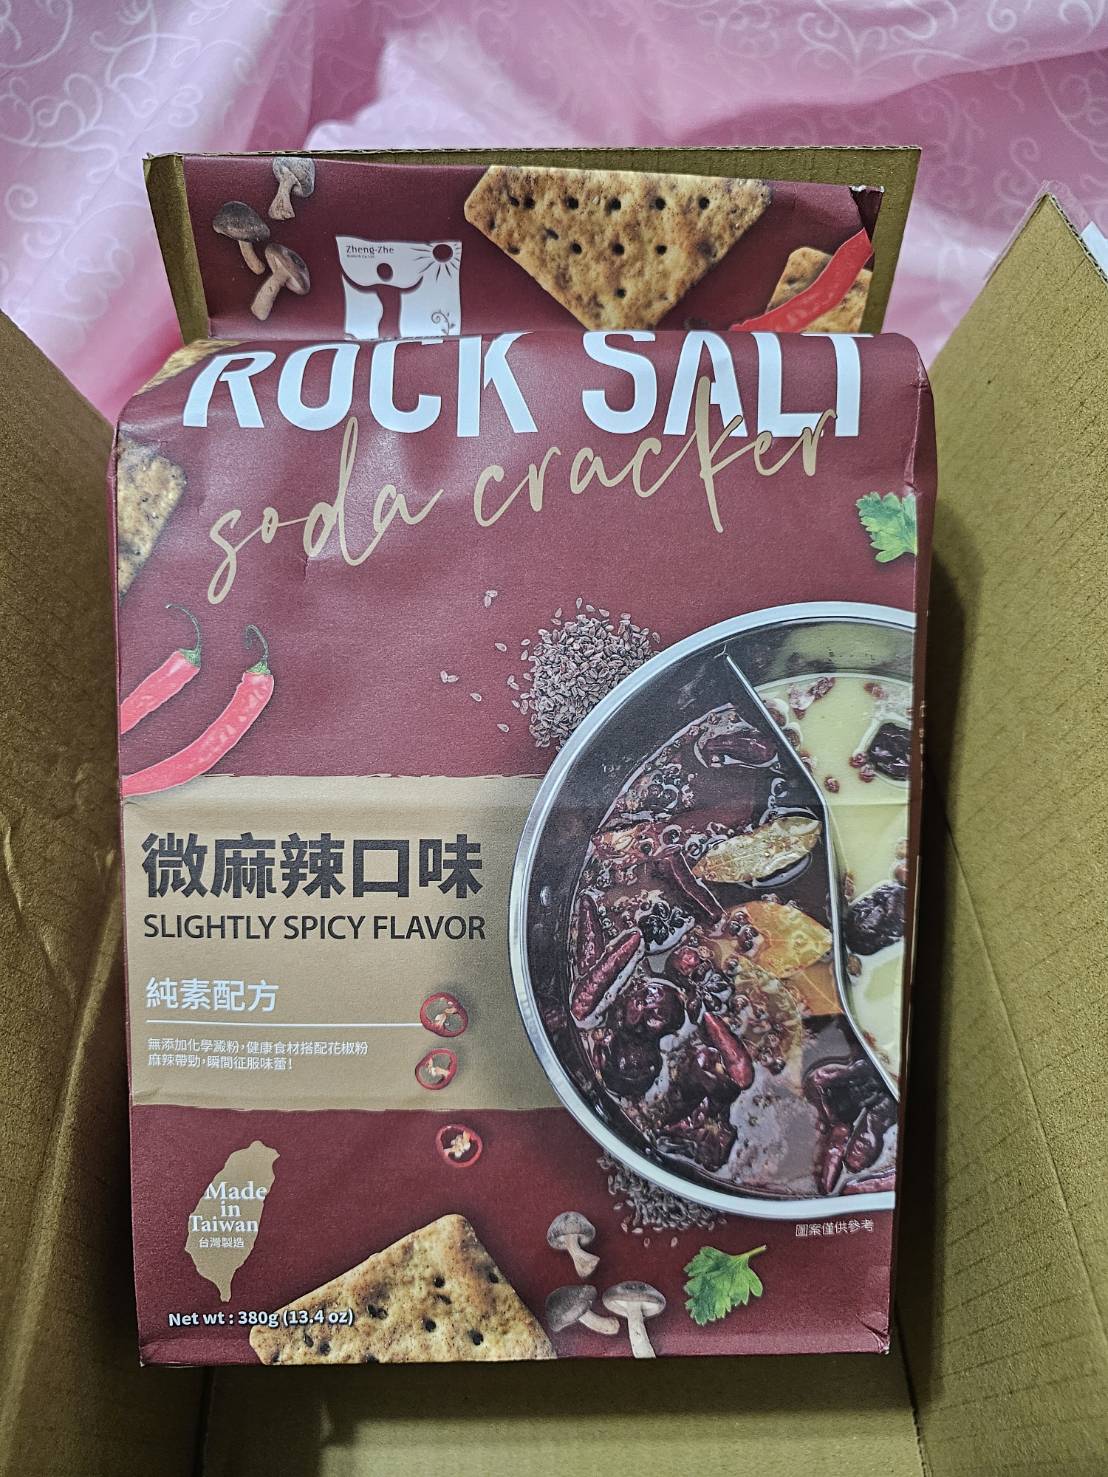 Zheng-Zhe
ROCK SALT
soda cracker
微麻辣口味
SLIGHTLY SPICY FLAVOR
純素配方
無添加化學澱粉，健康食材搭配花椒粉
麻辣帶勁，瞬間征服味蕾！
Made
in
Taiwan
台灣製造
圖案僅供參考
Net wt : 380g (13.4 oz)